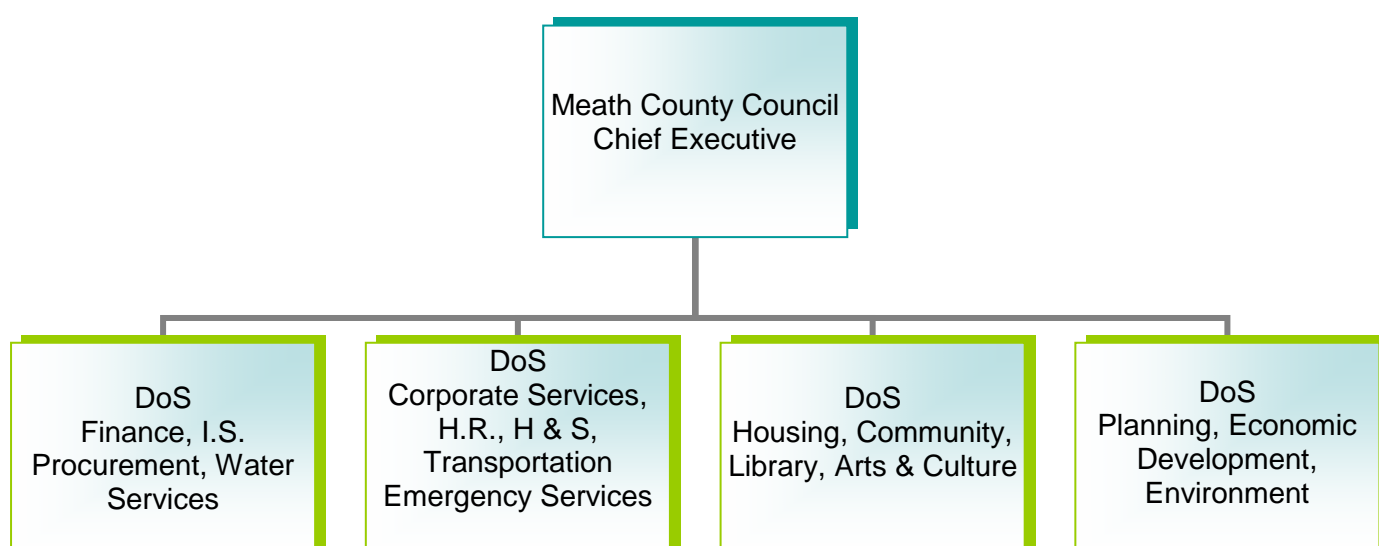 Meath County Council
Chief Executive
DoS
Finance, I.S.
Procurement, Water
Services
DoS
Corporate Services,
H.R., H & S,
Transportation
Emergency Services
DoS
Housing, Community,
Library, Arts & Culture
DoS
Planning, Economic
Development,
Environment